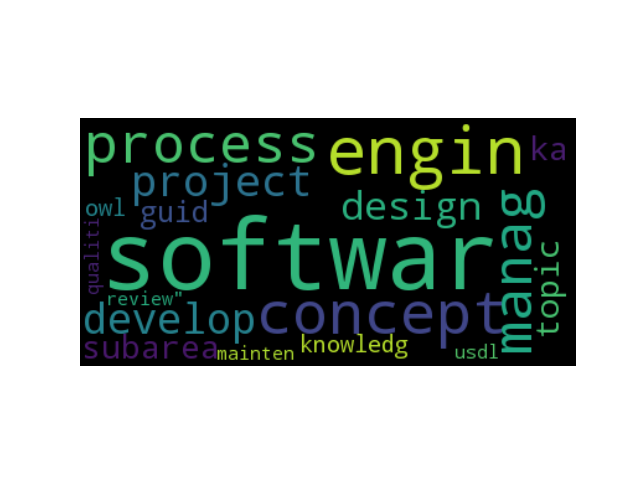 process
engin
ka
project
owl
guid
design
softwar
manag
topic
qualiti
review"
develop
concept
subarea
mainten
knowledg
usdl